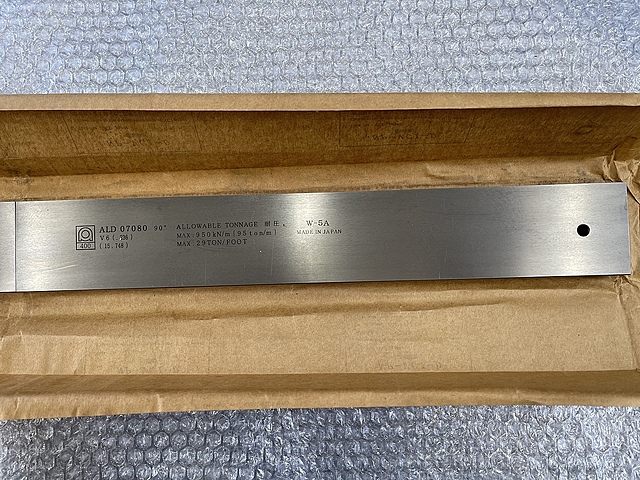 ALD 07080 90° ALLOWABLE TONNAGE 耐圧 W-5A
V6 (.236) MAX:950kN/m(95ton/m) MADE IN JAPAN
400 (15.748) MAX:29TON/FOOT